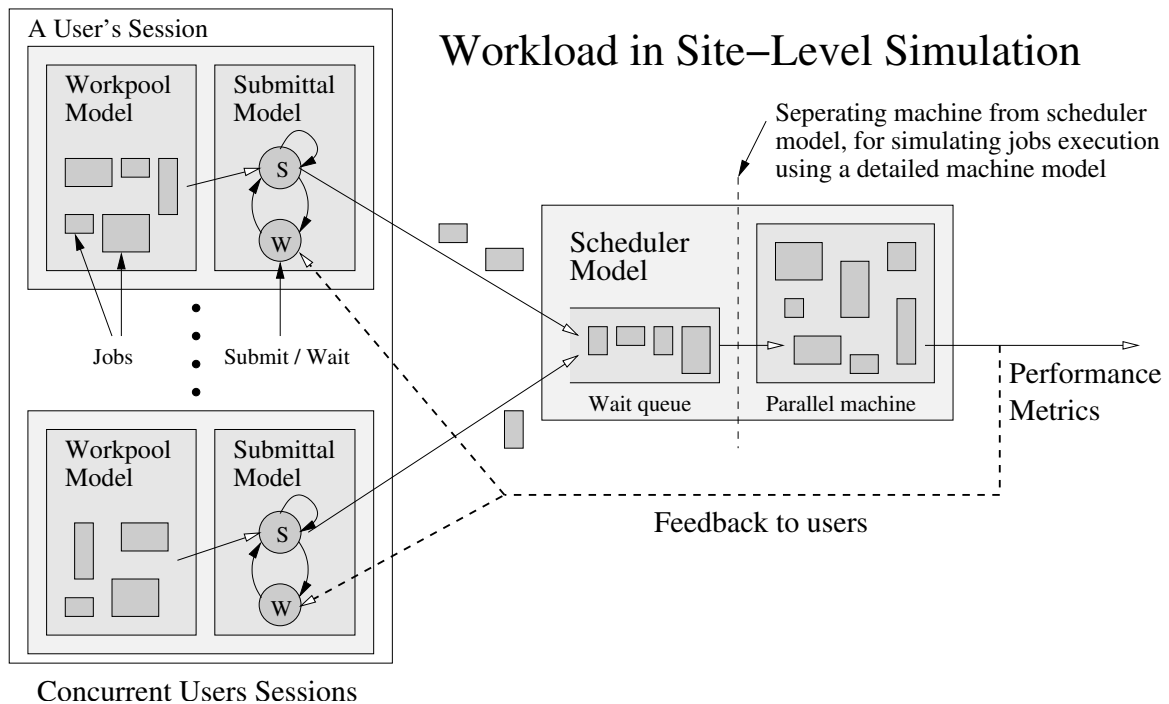 A User's Session
Workload in Site−Level Simulation
Workpool
Model
Submittal
Model
S
W
Jobs
Submit / Wait
Seperating machine from scheduler
model, for simulating jobs execution
using a detailed machine model
Scheduler
Model
Wait queue
Parallel machine
Performance
Metrics
Workpool
Model
Submittal
Model
S
W
Feedback to users
Concurrent Users Sessions